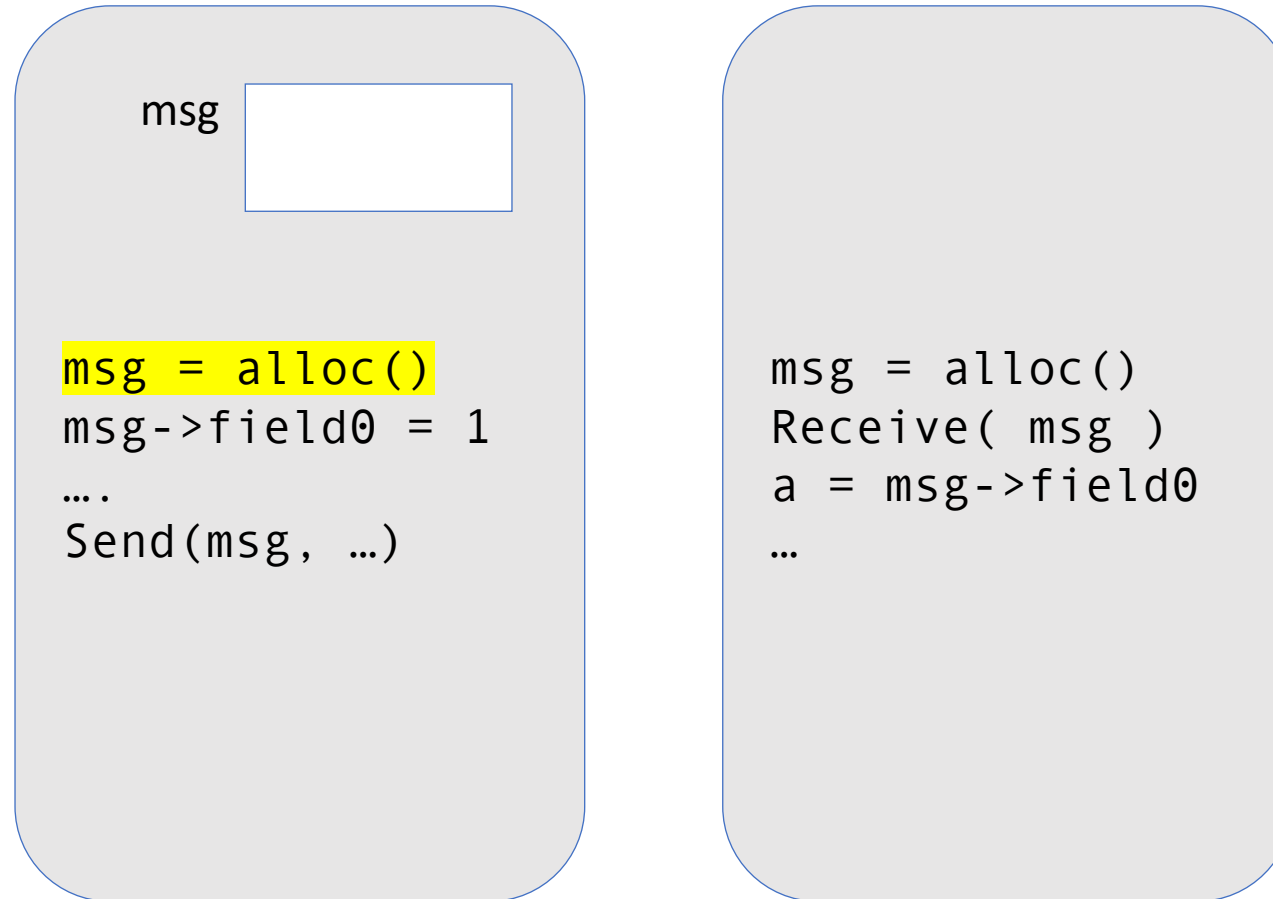 msg
msg = alloc()
msg->field0 = 1
….
Send(msg, …)
msg = alloc()
Receive( msg )
a = msg->field0
…